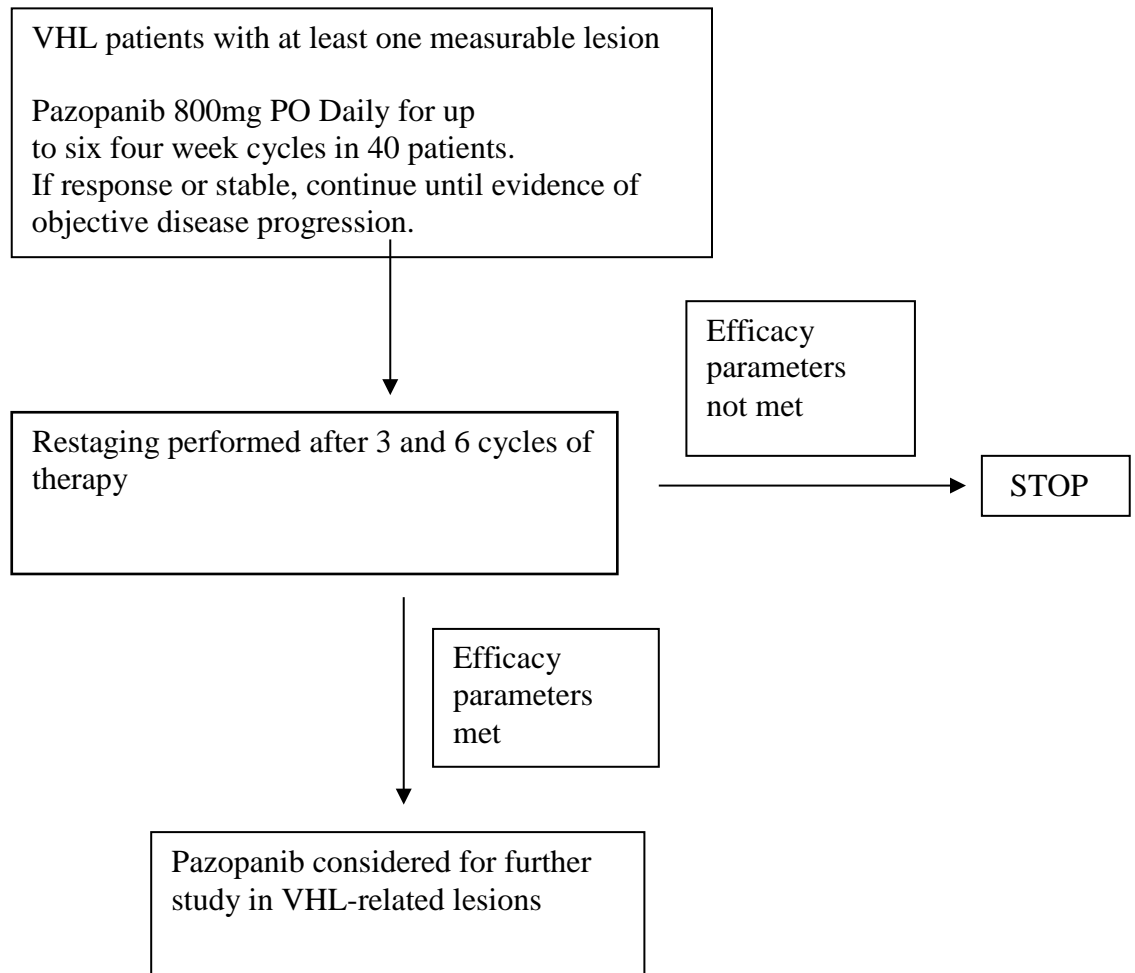 VHL patients with at least one measurable lesion
Pazopanib 800mg PO Daily for up
to six four week cycles in 40 patients.
If response or stable, continue until evidence of
objective disease progression.
Efficacy
parameters
not met
Restaging performed after 3 and 6 cycles of
therapy
STOP
Efficacy
parameters
met
Pazopanib considered for further
study in VHL-related lesions